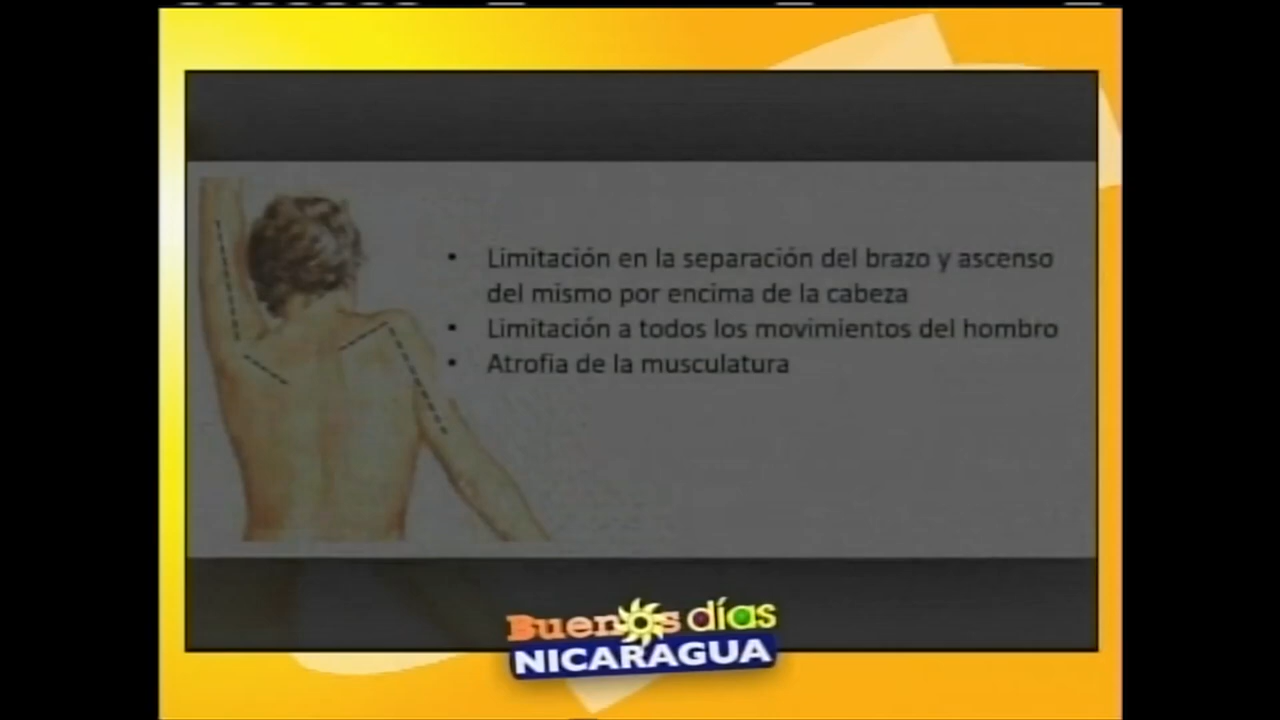 • Limitación en la separación del brazo y ascenso
del mismo por encima de la cabeza
• Limitación a todos los movimientos del hombro
• Atrofia de la musculatura
Buenos días
NICARAGUA